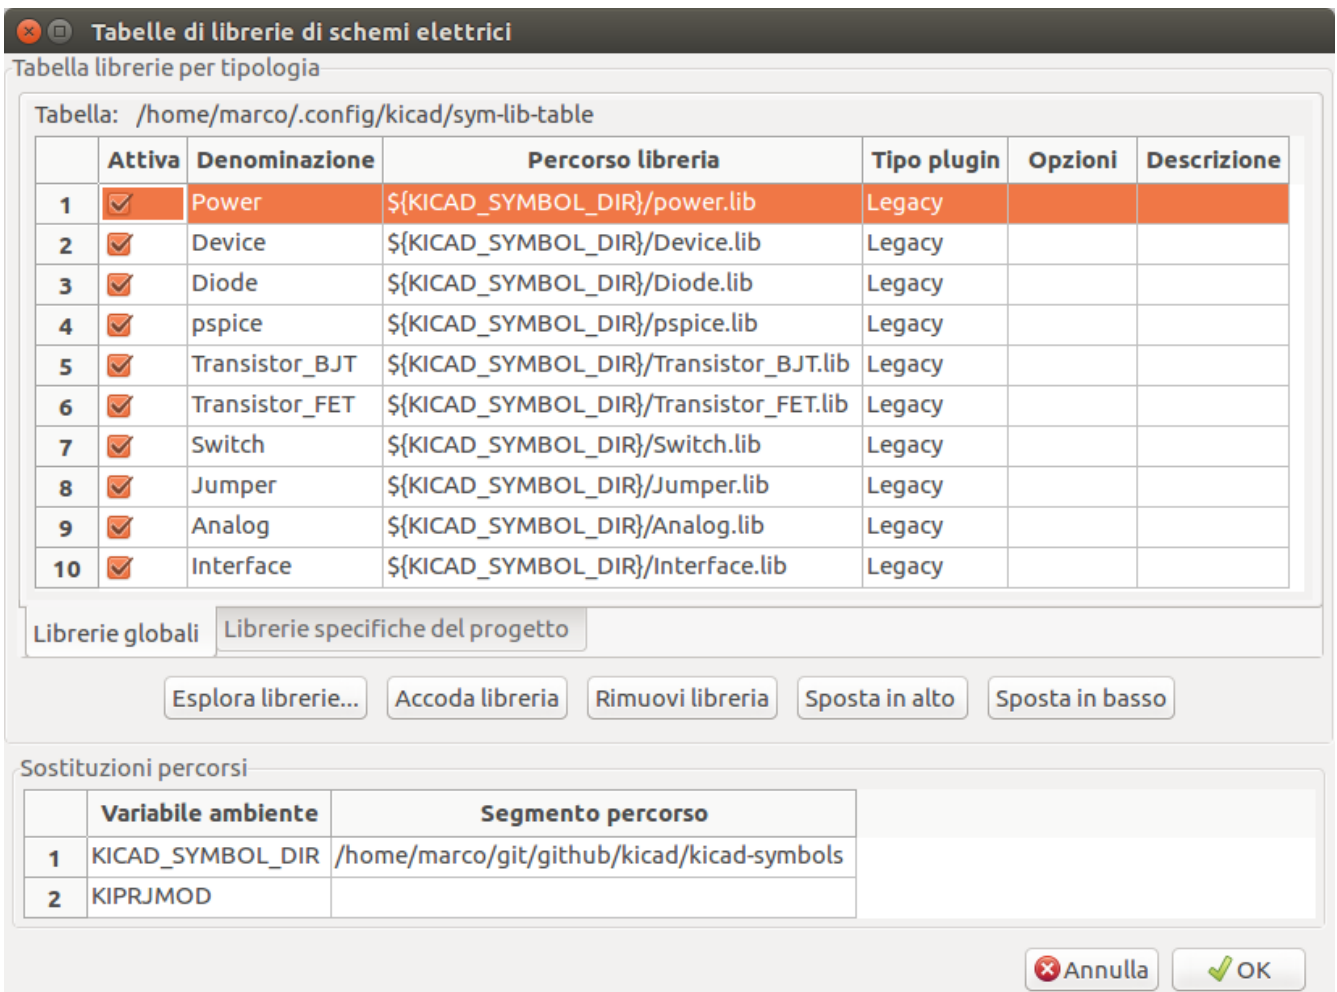 Tabelle di librerie di schemi elettrici
Tabella librerie per tipologia
Tabella: /home/marco/.config/kicad/sym-lib-table
Attiva Denominazione Percorso libreria Tipo plugin Opzioni Descrizione
1 Power ${KICAD_SYMBOL_DIR}/power.lib Legacy
2 Device ${KICAD_SYMBOL_DIR}/Device.lib Legacy
3 Diode ${KICAD_SYMBOL_DIR}/Diode.lib Legacy
4 pspice ${KICAD_SYMBOL_DIR}/pspice.lib Legacy
5 Transistor_BJT ${KICAD_SYMBOL_DIR}/Transistor_BJT.lib Legacy
6 Transistor_FET ${KICAD_SYMBOL_DIR}/Transistor_FET.lib Legacy
7 Switch ${KICAD_SYMBOL_DIR}/Switch.lib Legacy
8 Jumper ${KICAD_SYMBOL_DIR}/Jumper.lib Legacy
9 Analog ${KICAD_SYMBOL_DIR}/Analog.lib Legacy
10 Interface ${KICAD_SYMBOL_DIR}/Interface.lib Legacy
Librerie globali Librerie specifiche del progetto
Esplora librerie... Accoda libreria Rimuovi libreria Sposta in alto Sposta in basso
Sostituzioni percorsi
Variabile ambiente Segmento percorso
1 KICAD_SYMBOL_DIR /home/marco/git/github/kicad/kicad-symbols
2 KIPRJMOD
Annulla OK